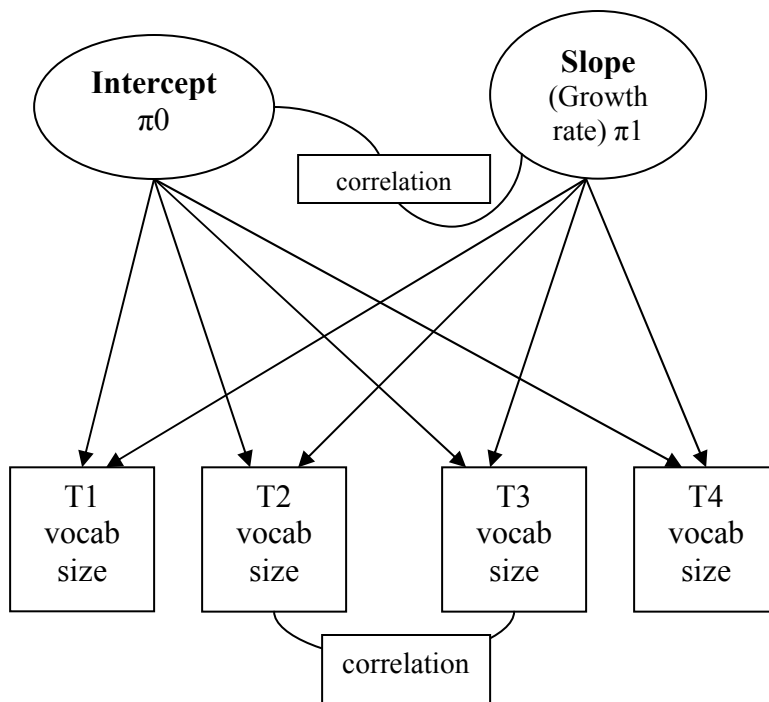 Intercept
π0
Slope
(Growth
rate) π1
correlation
T1
vocab
size
T2
vocab
size
T3
vocab
size
T4
vocab
size
correlation